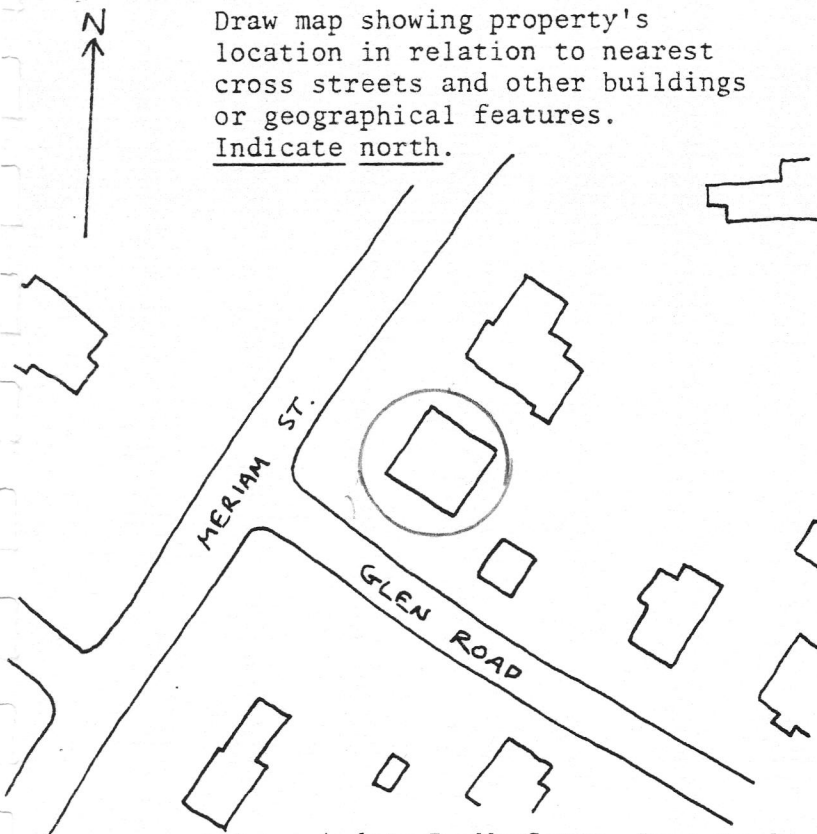 N
Draw map showing property's
location in relation to nearest
cross streets and other buildings
or geographical features.
Indicate north.
MERIAM ST.
GLEN ROAD